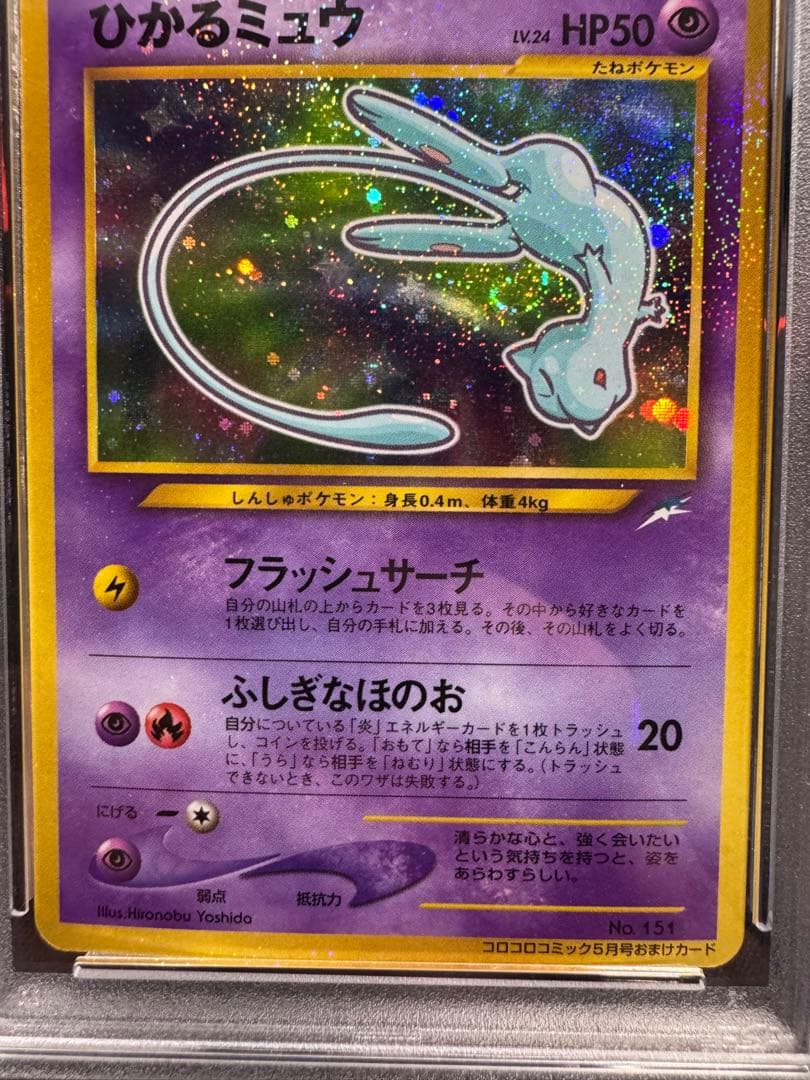 ひかるミュウ LV.24 HP50
たねポケモン
しんしゅポケモン：身長0.4m、体重4kg
フラッシュサーチ
自分の山札の上からカードを3枚見る。その中から好きなカードを
1枚選び出し、自分の手札に加える。その後、その山札をよく切る。
ふしぎなほのお 20
自分についている「炎」エネルギーカードを1枚トラッシュ
し、コインを投げる。「おもて」なら相手を「こんらん」状態
に、「うら」なら相手を「ねむり」状態にする。（トラッシュ
できないとき、このワザは失敗する。）
にげる
清らかな心と、強く会いたい
という気持ちを持つと、姿を
あらわすらしい。
弱点 抵抗力
Illus.Hironobu Yoshida
No. 151
コロコロコミック5月号おまけカード